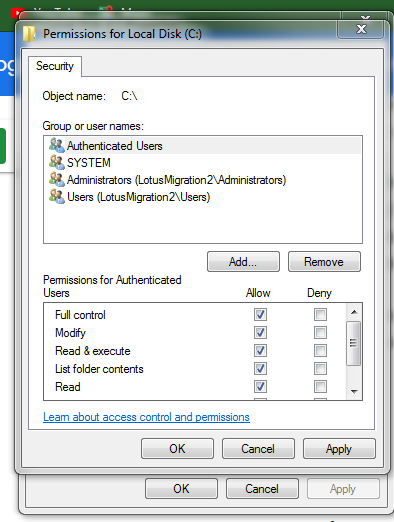 YouTube
Permissions for Local Disk (C:)
Security
Object name: C:\
Group or user names:
Authenticated Users
SYSTEM
Administrators (LotusMigration2\Administrators)
Users (LotusMigration2\Users)
Add...
Remove
Permissions for Authenticated
Users
Allow
Deny
Full control
Modify
Read & execute
List folder contents
Read
Learn about access control and permissions
OK
Cancel
Apply
OK
Cancel
Apply